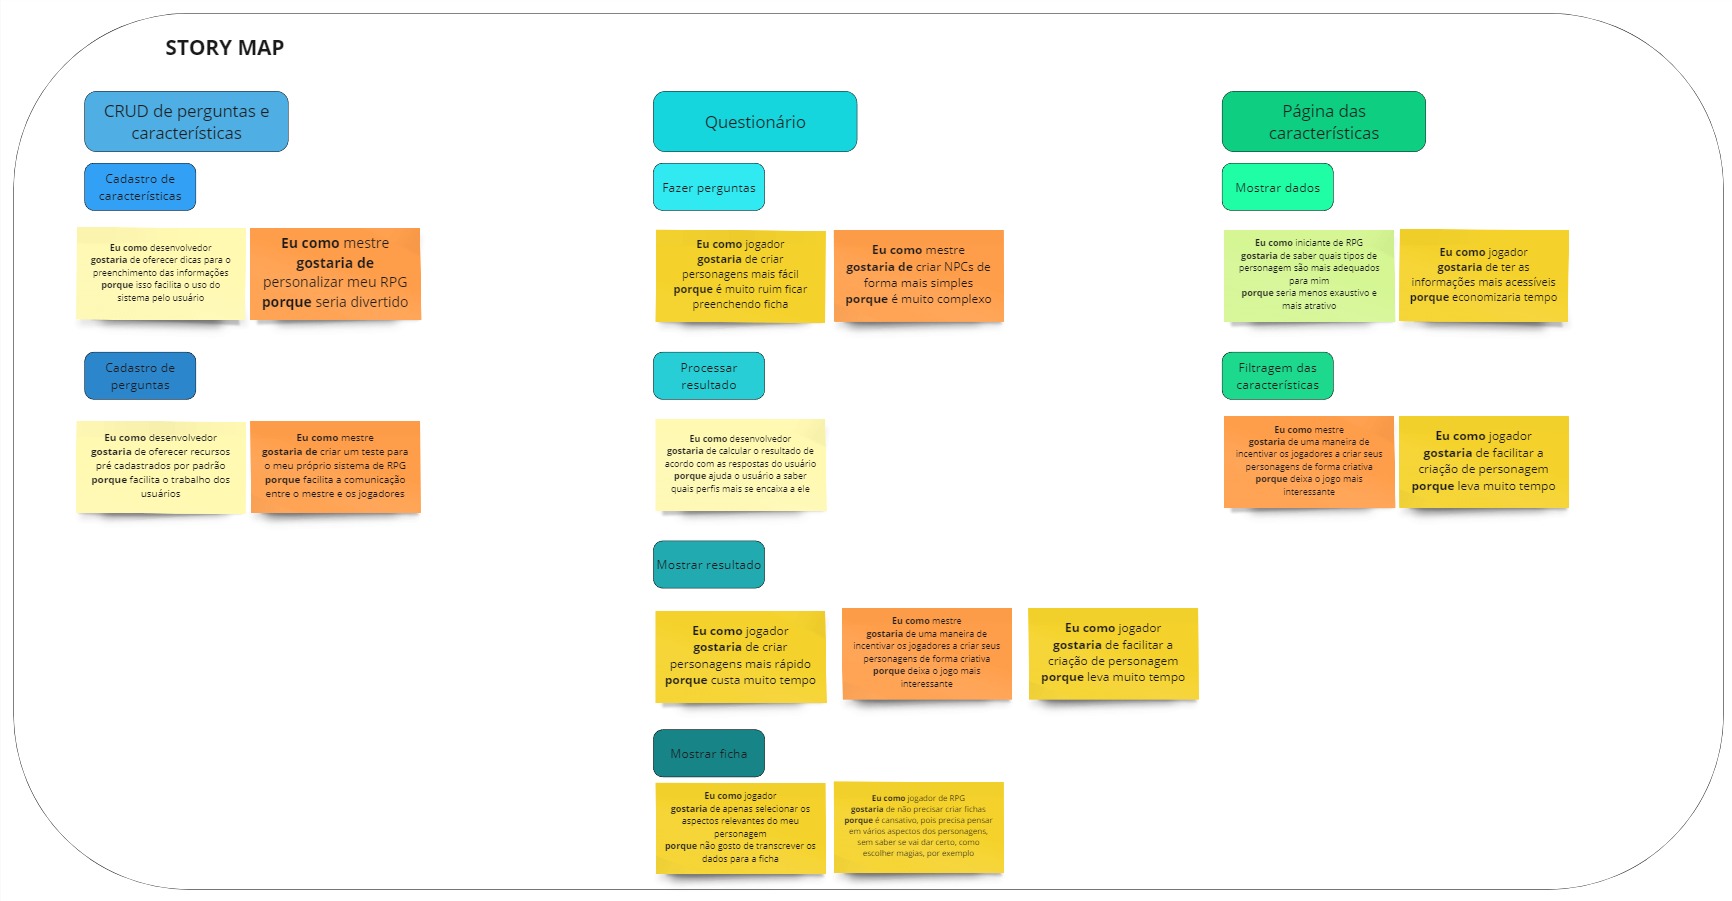 STORY MAP
CRUD de perguntas e
características
Cadastro de
características
Eu como desenvolvedor
gostaria de oferecer dicas para o
preenchimento das informações
porque isso facilita o uso do
sistema pelo usuário
Eu como mestre
gostaria de
personalizar meu RPG
porque seria divertido
Cadastro de
perguntas
Eu como desenvolvedor
gostaria de oferecer recursos
pré cadastrados por padrão
porque facilita o trabalho dos
usuários
Eu como mestre
gostaria de criar um teste para
o meu próprio sistema de RPG
porque facilita a comunicação
entre o mestre e os jogadores
Questionário
Fazer perguntas
Eu como jogador
gostaria de criar
personagens mais fácil
porque é muito ruim ficar
preenchendo ficha
Eu como mestre
gostaria de criar NPCs de
forma mais simples
porque é muito complexo
Processar
resultado
Eu como desenvolvedor
gostaria de calcular o resultado de
acordo com as respostas do usuário
porque ajuda o usuário a saber
quais perfis mais se encaixa a ele
Mostrar resultado
Eu como jogador
gostaria de criar
personagens mais rápido
porque custa muito tempo
Eu como mestre
gostaria de uma maneira de
incentivar os jogadores a criar seus
personagens de forma criativa
porque deixa o jogo mais
interessante
Eu como jogador
gostaria de facilitar a
criação de personagem
porque leva muito tempo
Mostrar ficha
Eu como jogador
gostaria de apenas selecionar os
aspectos relevantes do meu
personagem
porque não gosto de transcrever os
dados para a ficha
Eu como jogador de RPG
gostaria de não precisar criar fichas
porque é cansativo, pois precisa pensar
em vários aspectos dos personagens,
sem saber se vai dar certo, como
escolher magias, por exemplo
Página das
características
Mostrar dados
Eu como iniciante de RPG
gostaria de saber quais tipos de
personagem são mais adequados
para mim
porque seria menos exaustivo e
mais atrativo
Eu como jogador
gostaria de ter as
informações mais acessíveis
porque economizaria tempo
Filtragem das
características
Eu como mestre
gostaria de uma maneira de
incentivar os jogadores a criar seus
personagens de forma criativa
porque deixa o jogo mais
interessante
Eu como jogador
gostaria de facilitar a
criação de personagem
porque leva muito tempo